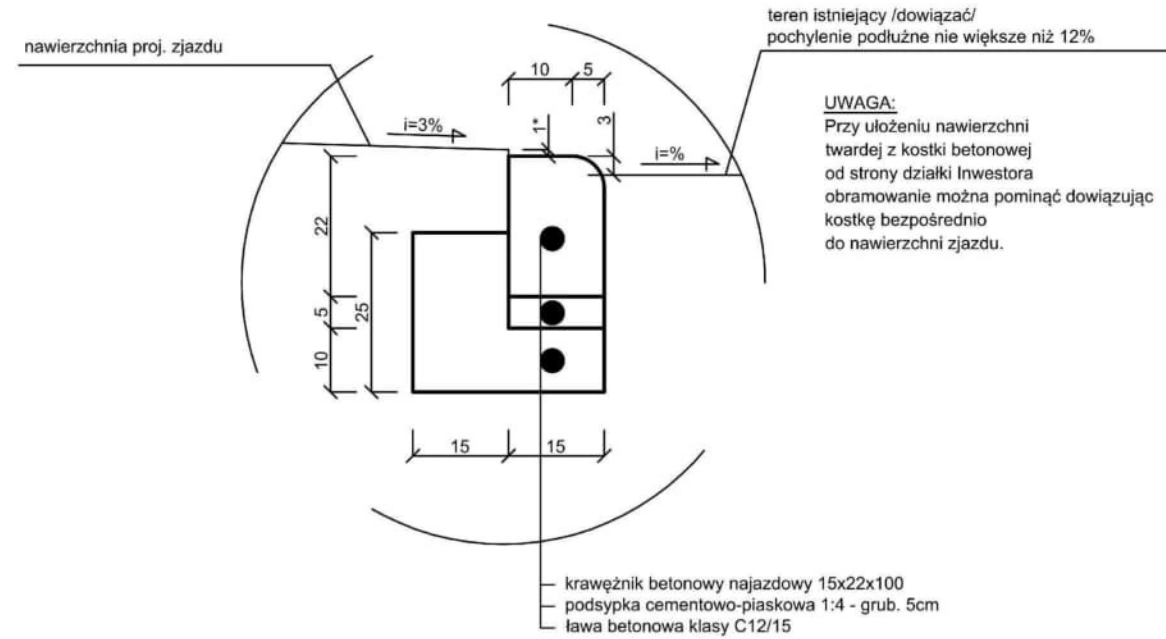 teren istniejący /dowiązać/
pochylenie podłużne nie większe niż 12%
nawierzchnia proj. zjazdu
10 5
UWAGA:
Przy ułożeniu nawierzchni
twardej z kostki betonowej
od strony działki Inwestora
obramowanie można pominąć dowiązując
kostkę bezpośrednio
do nawierzchni zjazdu.
i=3%
1*
3
i=%
22
5
25
10
15 15
krawężnik betonowy najazdowy 15x22x100
podsypka cementowo-piaskowa 1:4 - grub. 5cm
ława betonowa klasy C12/15